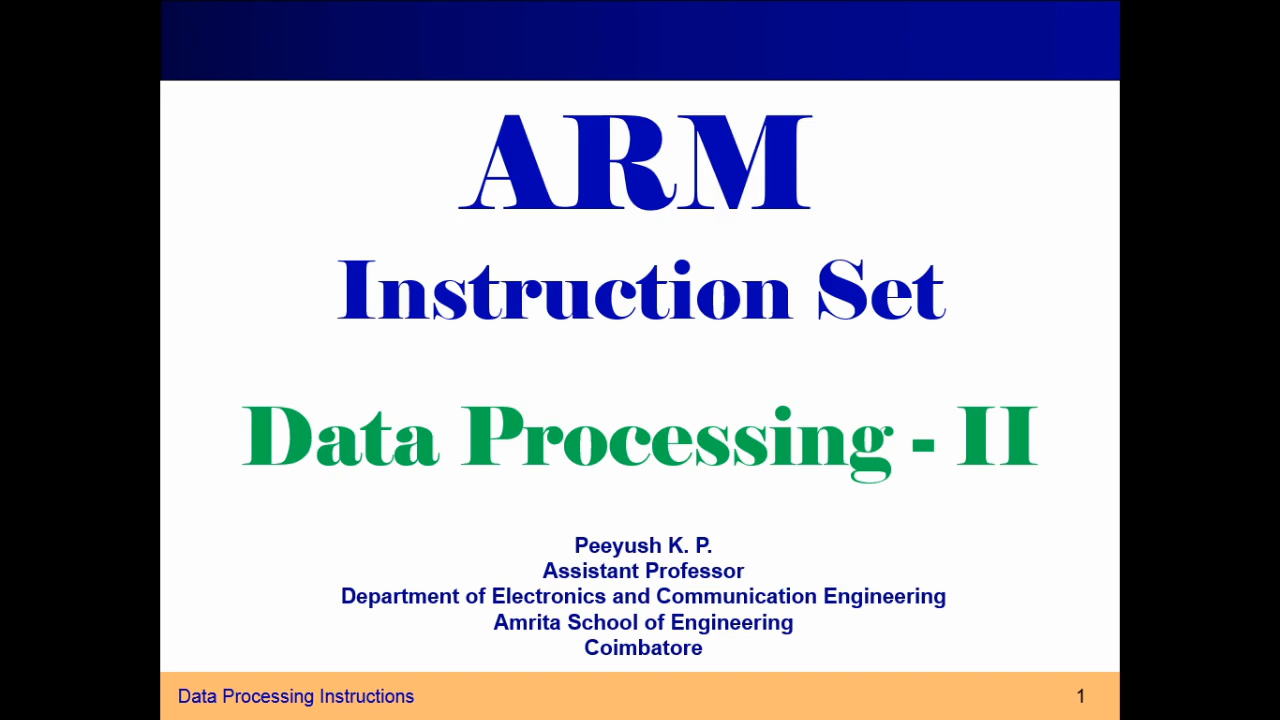 ARM
Instruction Set
Data Processing - II
Peeyush K. P.
Assistant Professor
Department of Electronics and Communication Engineering
Amrita School of Engineering
Coimbatore
Data Processing Instructions 1